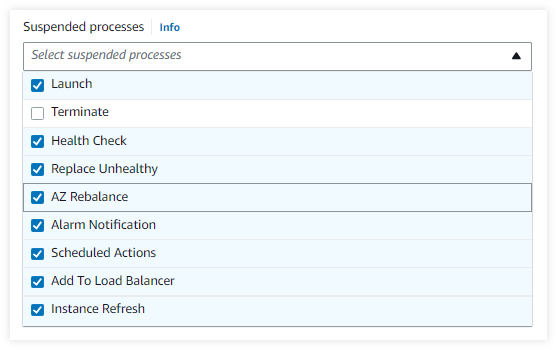 Suspended processes Info
Select suspended processes
Launch
Terminate
Health Check
Replace Unhealthy
AZ Rebalance
Alarm Notification
Scheduled Actions
Add To Load Balancer
Instance Refresh